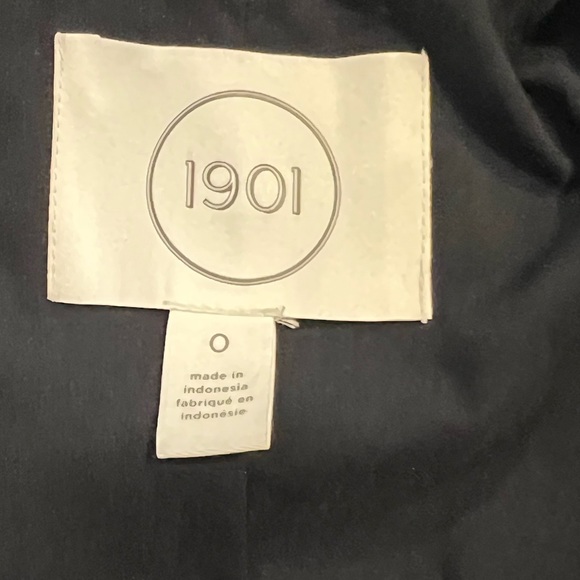 1901
0
made in
indonesia
fabriqué en
indonésie